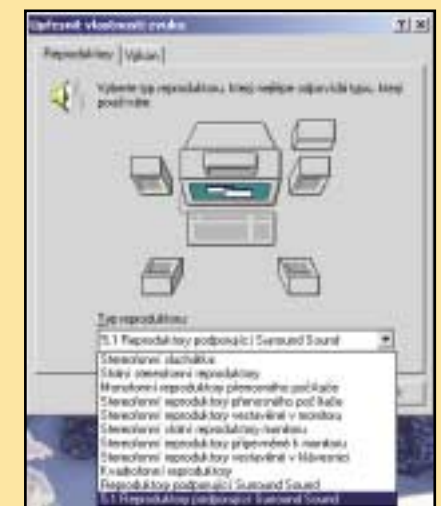 Upřesnit vlastnosti zvuku
Reproduktory
Výkon
Vyberte typ reproduktoru, který nejlépe odpovídá typu, který
používáte.
Typ reproduktoru:
5.1 Reproduktory podporující Surround Sound
Stereofonní sluchátka
Stolní stereofonní reproduktory
Monofonní reproduktory přenosného počítače
Stereofonní reproduktory přenosného počítače
Stereofonní reproduktory vestavěné v monitoru
Stereofonní stolní reproduktory monitoru
Stereofonní reproduktory připevněné k monitoru
Stereofonní reproduktory vestavěné v klávesnici
Kvadrofonní reproduktory
Reproduktory podporující Surround Sound
5.1 Reproduktory podporující Surround Sound